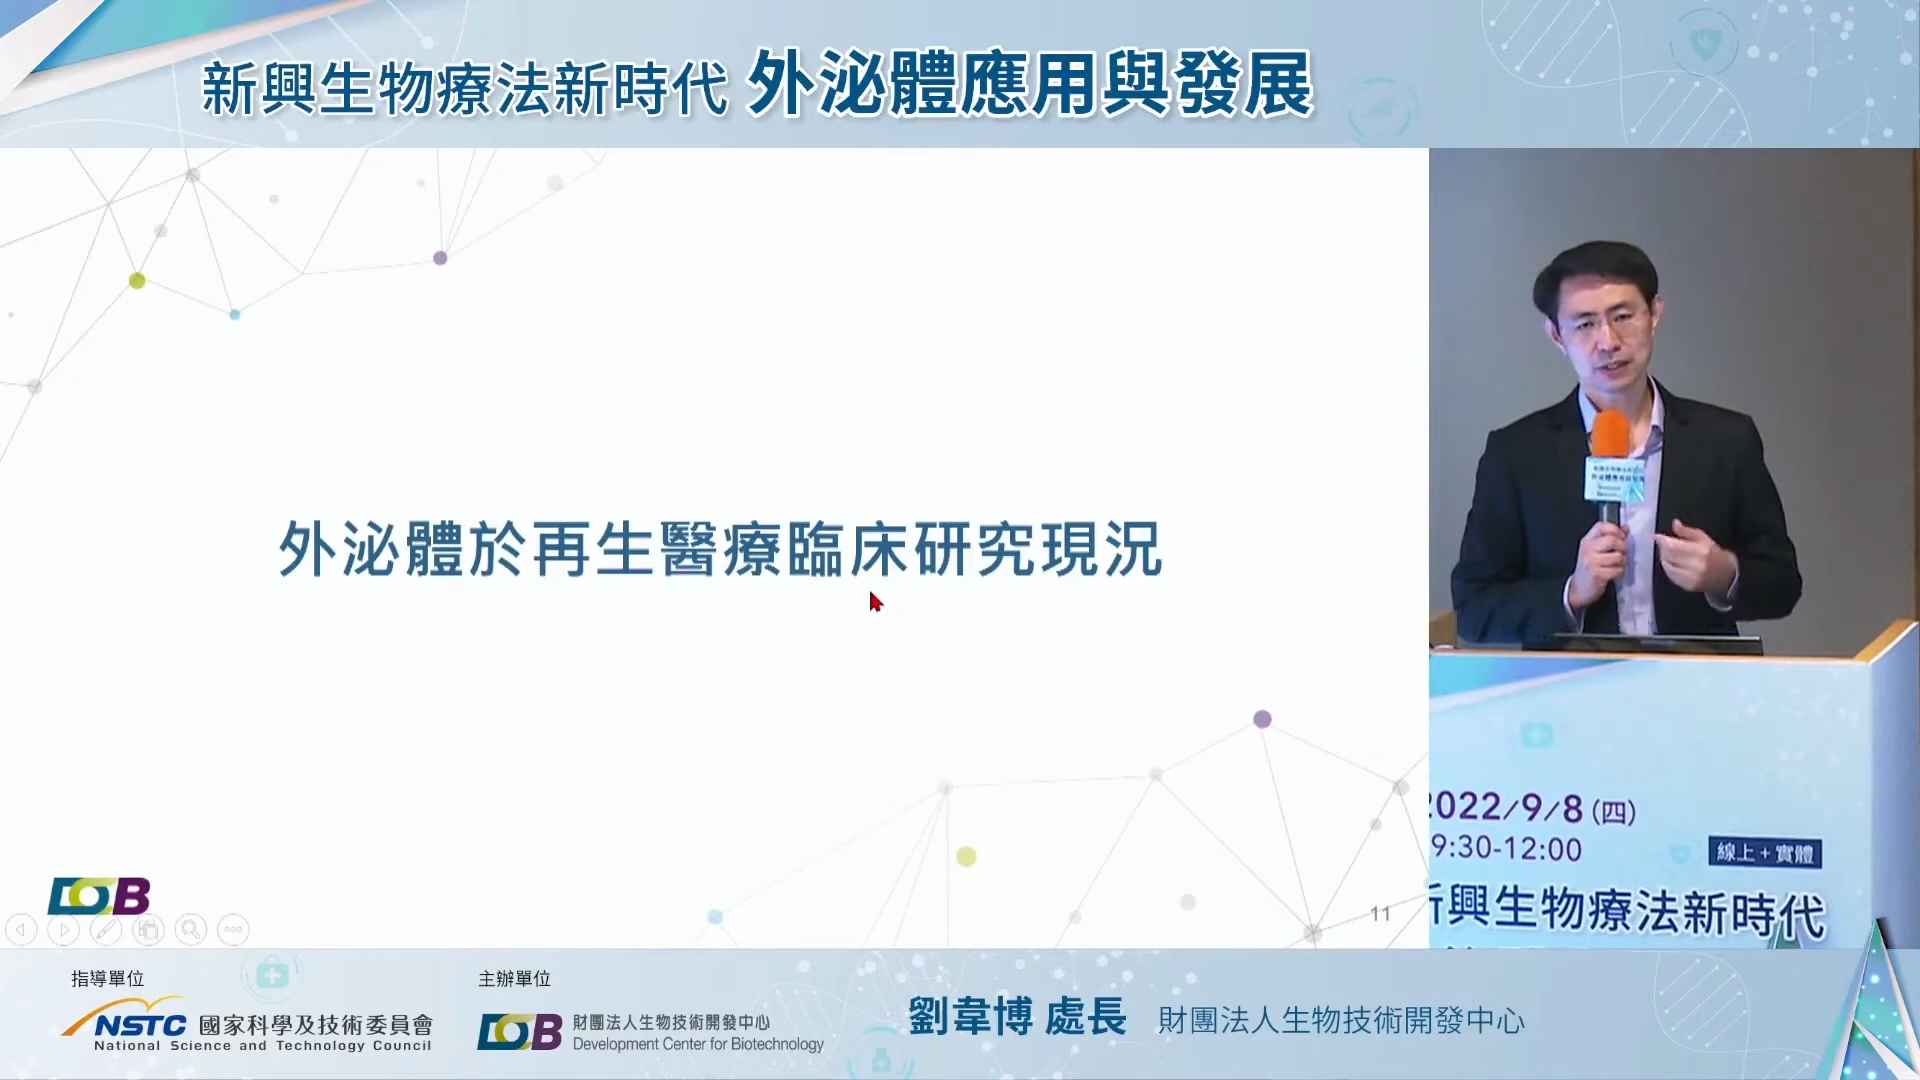 新興生物療法新時代 外泌體應用與發展
外泌體於再生醫療臨床研究現況
DCB
11
2022/9/8(四)
9:30-12:00
線上+實體
新興生物療法新時代
指導單位
NSTC 國家科學及技術委員會
National Science and Technology Council
主辦單位
DCB 財團法人生物技術開發中心
Development Center for Biotechnology
劉韋博 處長 財團法人生物技術開發中心